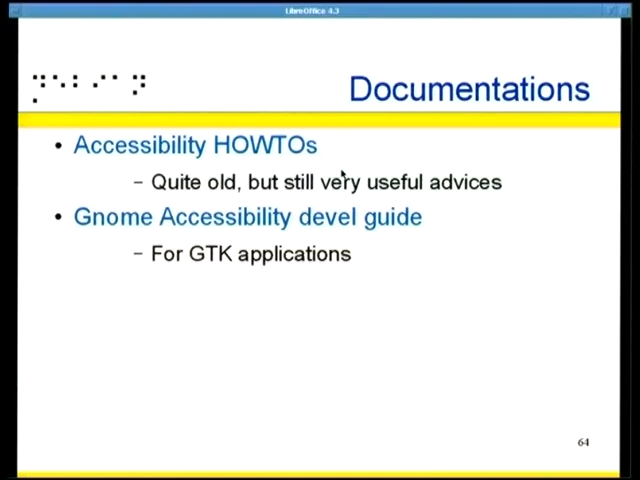 LibreOffice 4.3
⡙⠑⠃⠊⠁⠝
Documentations
• Accessibility HOWTOs
– Quite old, but still very useful advices
• Gnome Accessibility devel guide
– For GTK applications
64